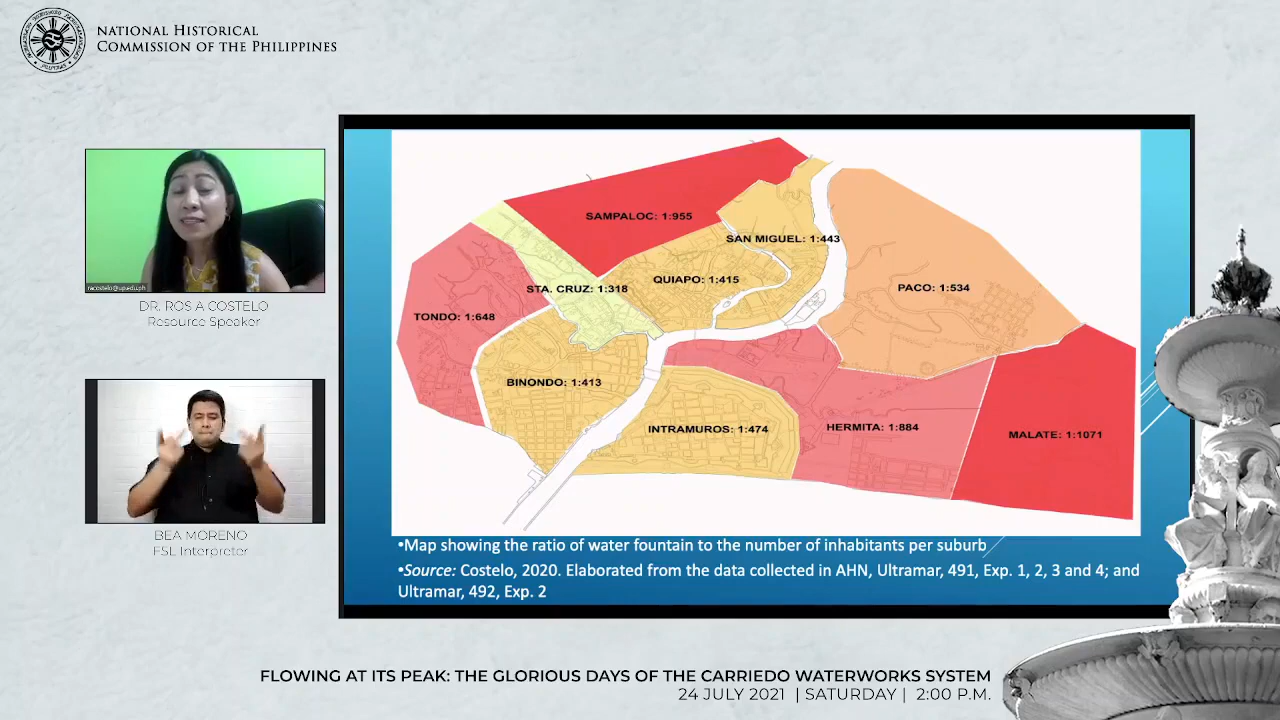 NATIONAL HISTORICAL
COMMISSION OF THE PHILIPPINES
racostelo@up.edu.ph
DR. ROS A COSTELO
Resource Speaker
BEA MORENO
FSL Interpreter
SAMPALOC: 1:955
SAN MIGUEL: 1:443
QUIAPO: 1:415
STA. CRUZ: 1:318
PACO: 1:534
TONDO: 1:648
BINONDO: 1:413
INTRAMUROS: 1:474
HERMITA: 1:884
MALATE: 1:1071
•Map showing the ratio of water fountain to the number of inhabitants per suburb
•Source: Costelo, 2020. Elaborated from the data collected in AHN, Ultramar, 491, Exp. 1, 2, 3 and 4; and
Ultramar, 492, Exp. 2
FLOWING AT ITS PEAK: THE GLORIOUS DAYS OF THE CARRIEDO WATERWORKS SYSTEM
24 JULY 2021 | SATURDAY | 2:00 P.M.